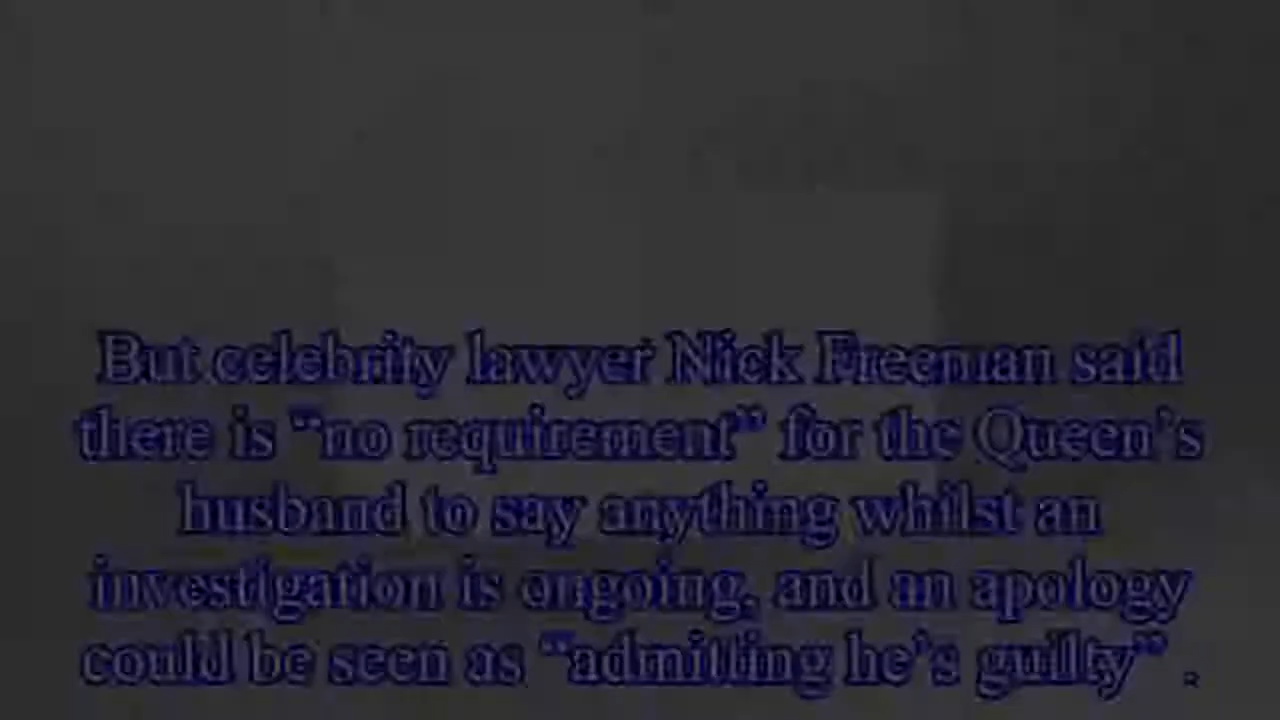 But celebrity lawyer Nick Freeman said
there is “no requirement” for the Queen’s
husband to say anything whilst an
investigation is ongoing, and an apology
could be seen as “admitting he’s guilty” .